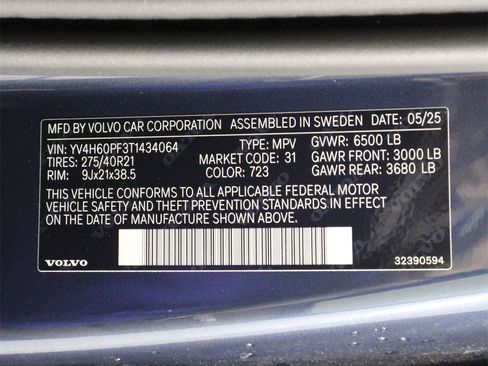 MFD BY VOLVO CAR CORPORATION ASSEMBLED IN SWEDEN DATE: 05/25
VIN: YV4H60PF3T1434064 TYPE: MPV GVWR: 6500 LB
TIRES: 275/40R21 MARKET CODE: 31 GAWR FRONT: 3000 LB
RIM: 9Jx21x38.5 COLOR: 723 GAWR REAR: 3680 LB
THIS VEHICLE CONFORMS TO ALL APPLICABLE FEDERAL MOTOR
VEHICLE SAFETY AND THEFT PREVENTION STANDARDS IN EFFECT
ON THE DATE OF MANUFACTURE SHOWN ABOVE.
VOLVO 32390594